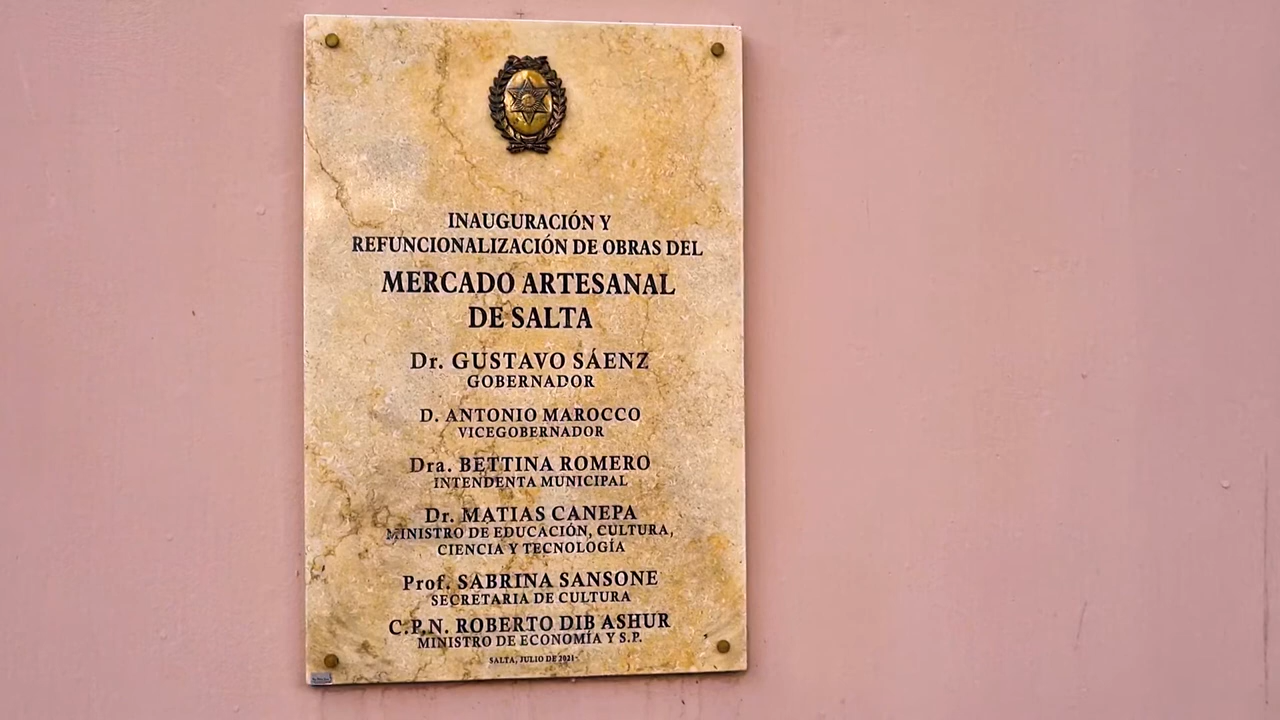 INAUGURACIÓN Y
REFUNCIONALIZACIÓN DE OBRAS DEL
MERCADO ARTESANAL
DE SALTA
Dr. GUSTAVO SÁENZ
GOBERNADOR
D. ANTONIO MAROCCO
VICEGOBERNADOR
Dra. BETTINA ROMERO
INTENDENTA MUNICIPAL
Dr. MATIAS CANEPA
MINISTRO DE EDUCACIÓN, CULTURA,
CIENCIA Y TECNOLOGÍA
Prof. SABRINA SANSONE
SECRETARIA DE CULTURA
C.P.N. ROBERTO DIB ASHUR
MINISTRO DE ECONOMÍA Y S.P.
SALTA, JULIO DE 2021-